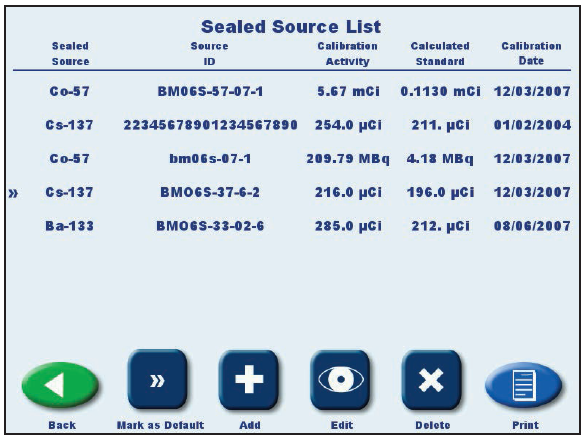 Sealed Source List
Sealed Source Calibration Calculated Calibration
Source ID Activity Standard Date
Co-57 BM06S-57-07-1 5.67 mCi 0.1130 mCi 12/03/2007
Cs-137 22345678901234567890 254.0 µCi 211. µCi 01/02/2004
Co-57 bm06s-07-1 209.79 MBq 4.18 MBq 12/03/2007
» Cs-137 BMO6S-37-6-2 216.0 µCi 196.0 µCi 12/03/2007
Ba-133 BMO6S-33-02-6 285.0 µCi 212. µCi 08/06/2007
»
Back Mark as Default Add Edit Delete Print